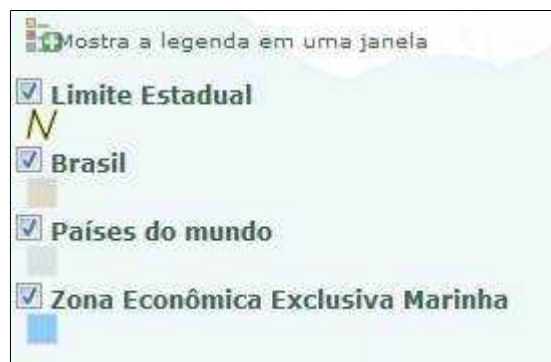 Mostra a legenda em uma janela
Limite Estadual
Brasil
Países do mundo
Zona Econômica Exclusiva Marinha